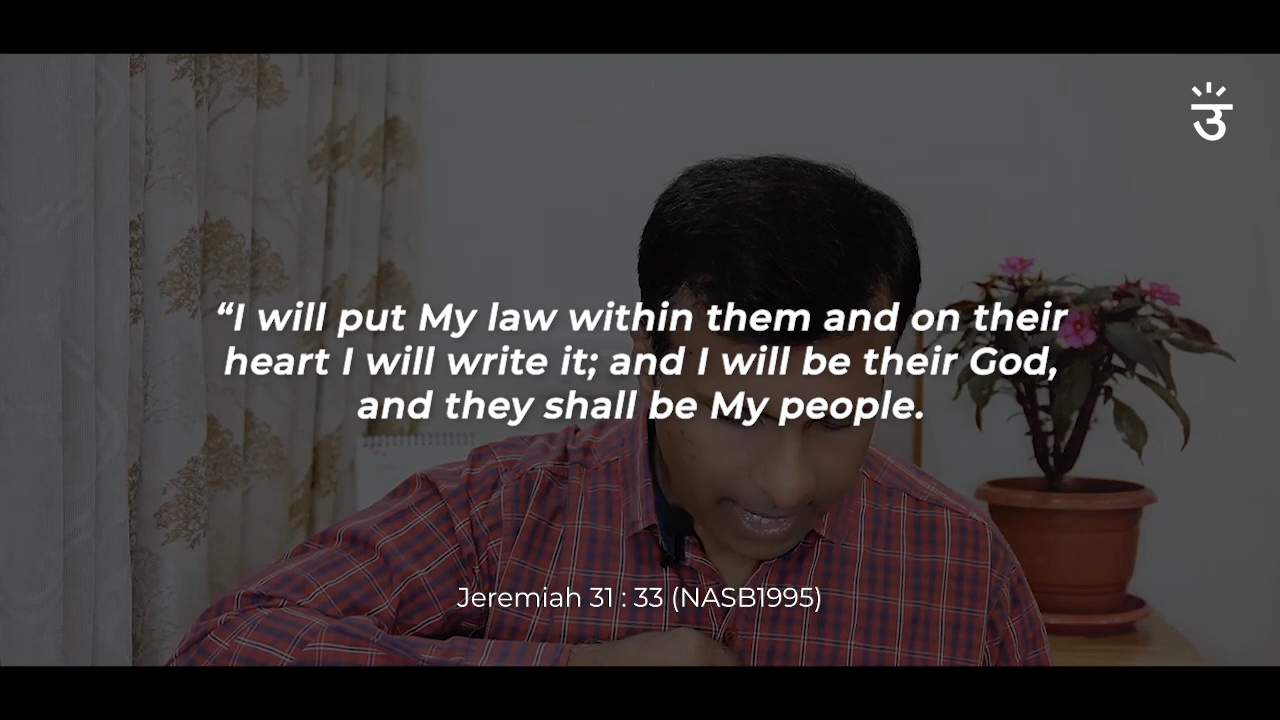 उ
“I will put My law within them and on their
heart I will write it; and I will be their God,
and they shall be My people.
Jeremiah 31 : 33 (NASB1995)